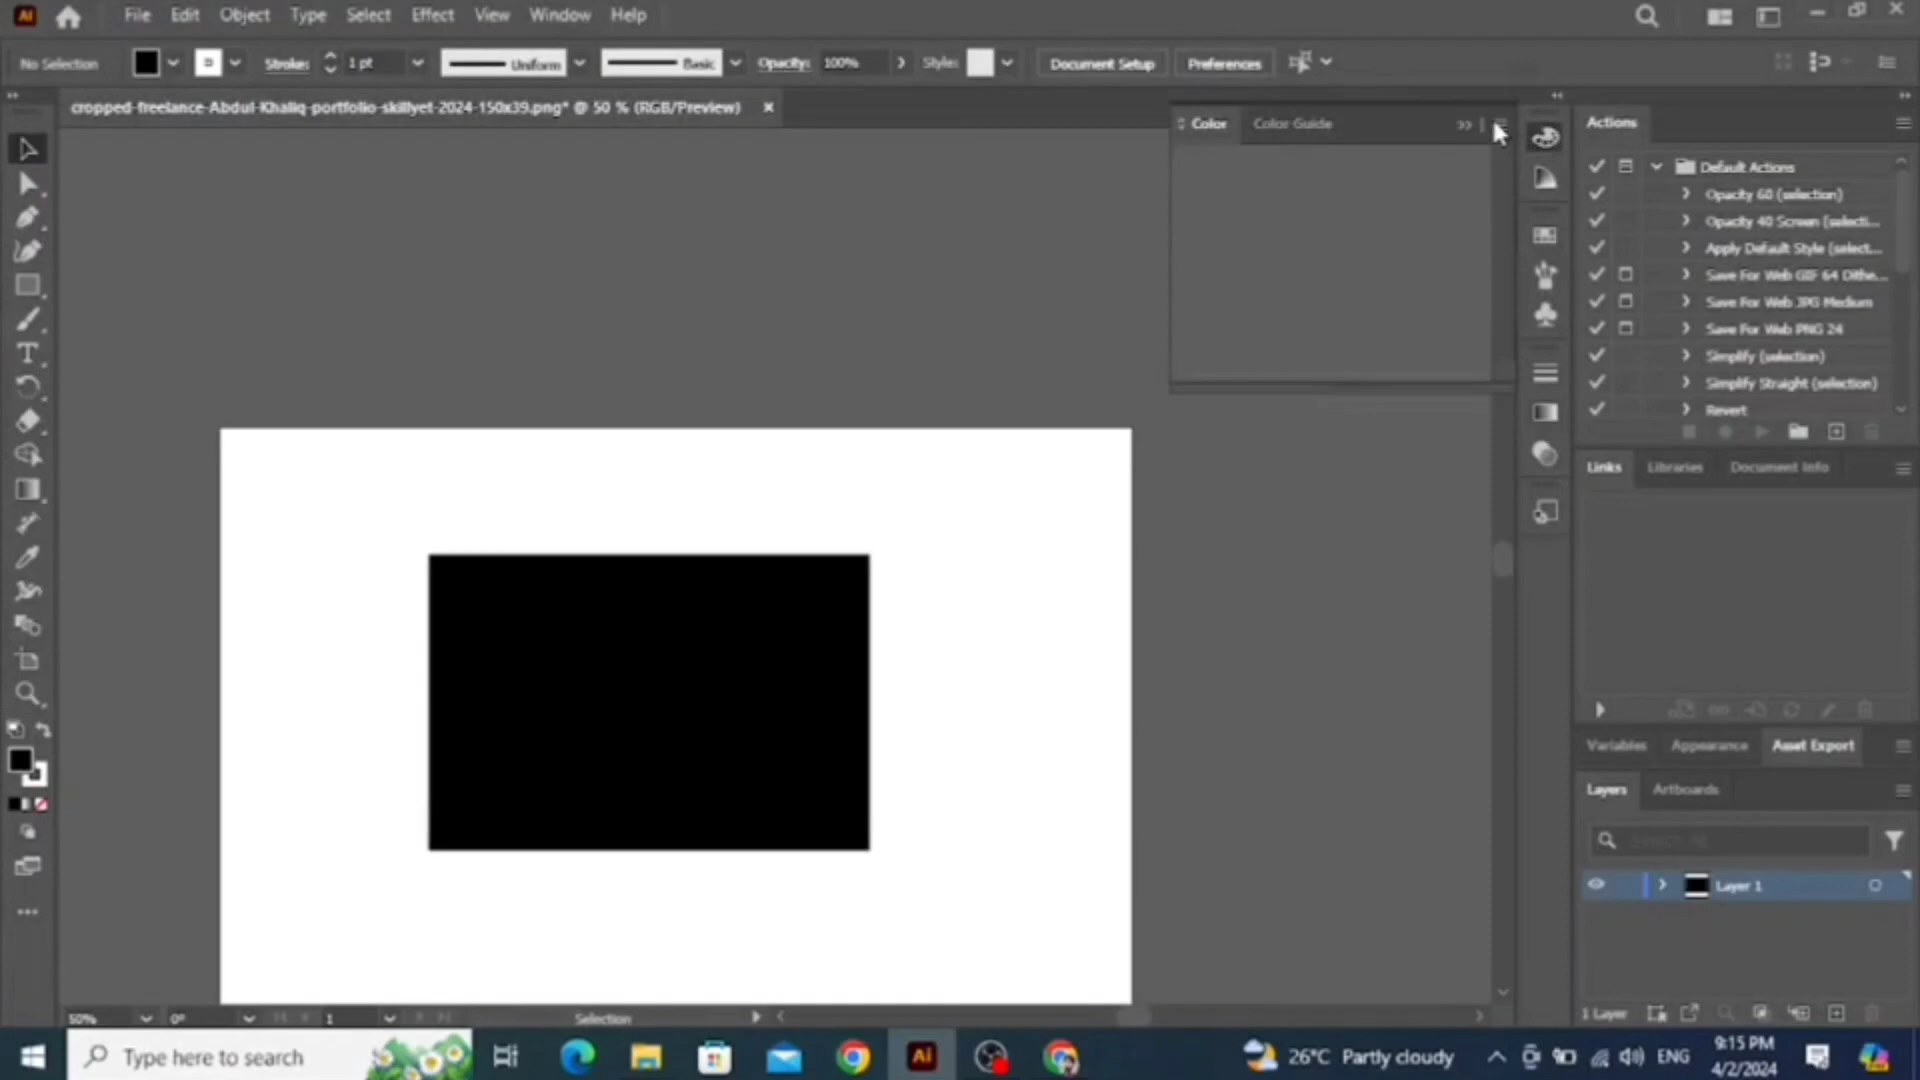 File Edit Object Type Select Effect View Window Help
No Selection Stroke: 1 pt Uniform Basic Opacity: 100% Style: Document Setup Preferences
cropped-freelance-Abdul-Khaliq-portfolio-skillyet-2024-150x39.png* @ 50 % (RGB/Preview)
Color Color Guide
Actions
Default Actions
Opacity 60 (selection)
Opacity 40 Screen (selecti...
Apply Default Style (select...
Save For Web GIF 64 Dithe...
Save For Web JPG Medium
Save For Web PNG 24
Simplify (selection)
Simplify Straight (selection)
Revert
Links Libraries Document Info
Variables Appearance Asset Export
Layers Artboards
Search All
Layer 1
1 Layer
50% 0° 1 Selection
Type here to search
Ai
26°C Partly cloudy
ENG
9:15 PM
4/2/2024